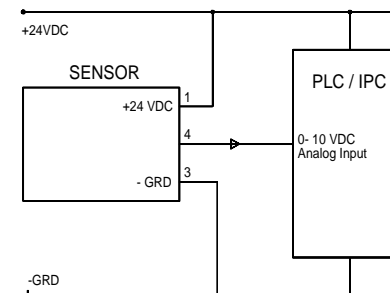 +24VDC
SENSOR
PLC / IPC
+24 VDC
1
4
0- 10 VDC
Analog Input
- GRD
3
-GRD